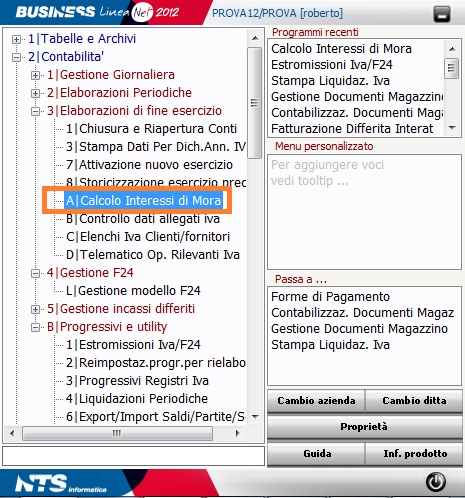 BUSINESS Linea Net 2012 PROVA12/PROVA [roberto]
1|Tabelle e Archivi
2|Contabilita'
1|Gestione Giornaliera
2|Elaborazioni Periodiche
3|Elaborazioni di fine esercizio
1|Chiusura e Riapertura Conti
3|Stampa Dati Per Dich.Ann. IV
7|Attivazione nuovo esercizio
8|Storicizzazione esercizio prec
A|Calcolo Interessi di Mora
B|Controllo dati allegati iva
C|Elenchi Iva Clienti/fornitori
D|Telematico Op. Rilevanti Iva
4|Gestione F24
L|Gestione modello F24
5|Gestione incassi differiti
B|Progressivi e utility
1|Estromissioni Iva/F24
2|Reimpostaz.progr.per rielabo
3|Progressivi Registri Iva
4|Liquidazioni Periodiche
6|Export/Import Saldi/Partite/S
Programmi recenti
Calcolo Interessi di Mora
Estromissioni Iva/F24
Stampa Liquidaz. Iva
Gestione Documenti Magazzino
Contabilizzaz. Documenti Magaz
Fatturazione Differita Interat
Menu personalizzato
Per aggiungere voci
vedi tooltip ...
Passa a ...
Forme di Pagamento
Contabilizzaz. Documenti Magaz
Gestione Documenti Magazzino
Stampa Liquidaz. Iva
Cambio azienda Cambio ditta
Proprietà
Guida Inf. prodotto
NTS informatica